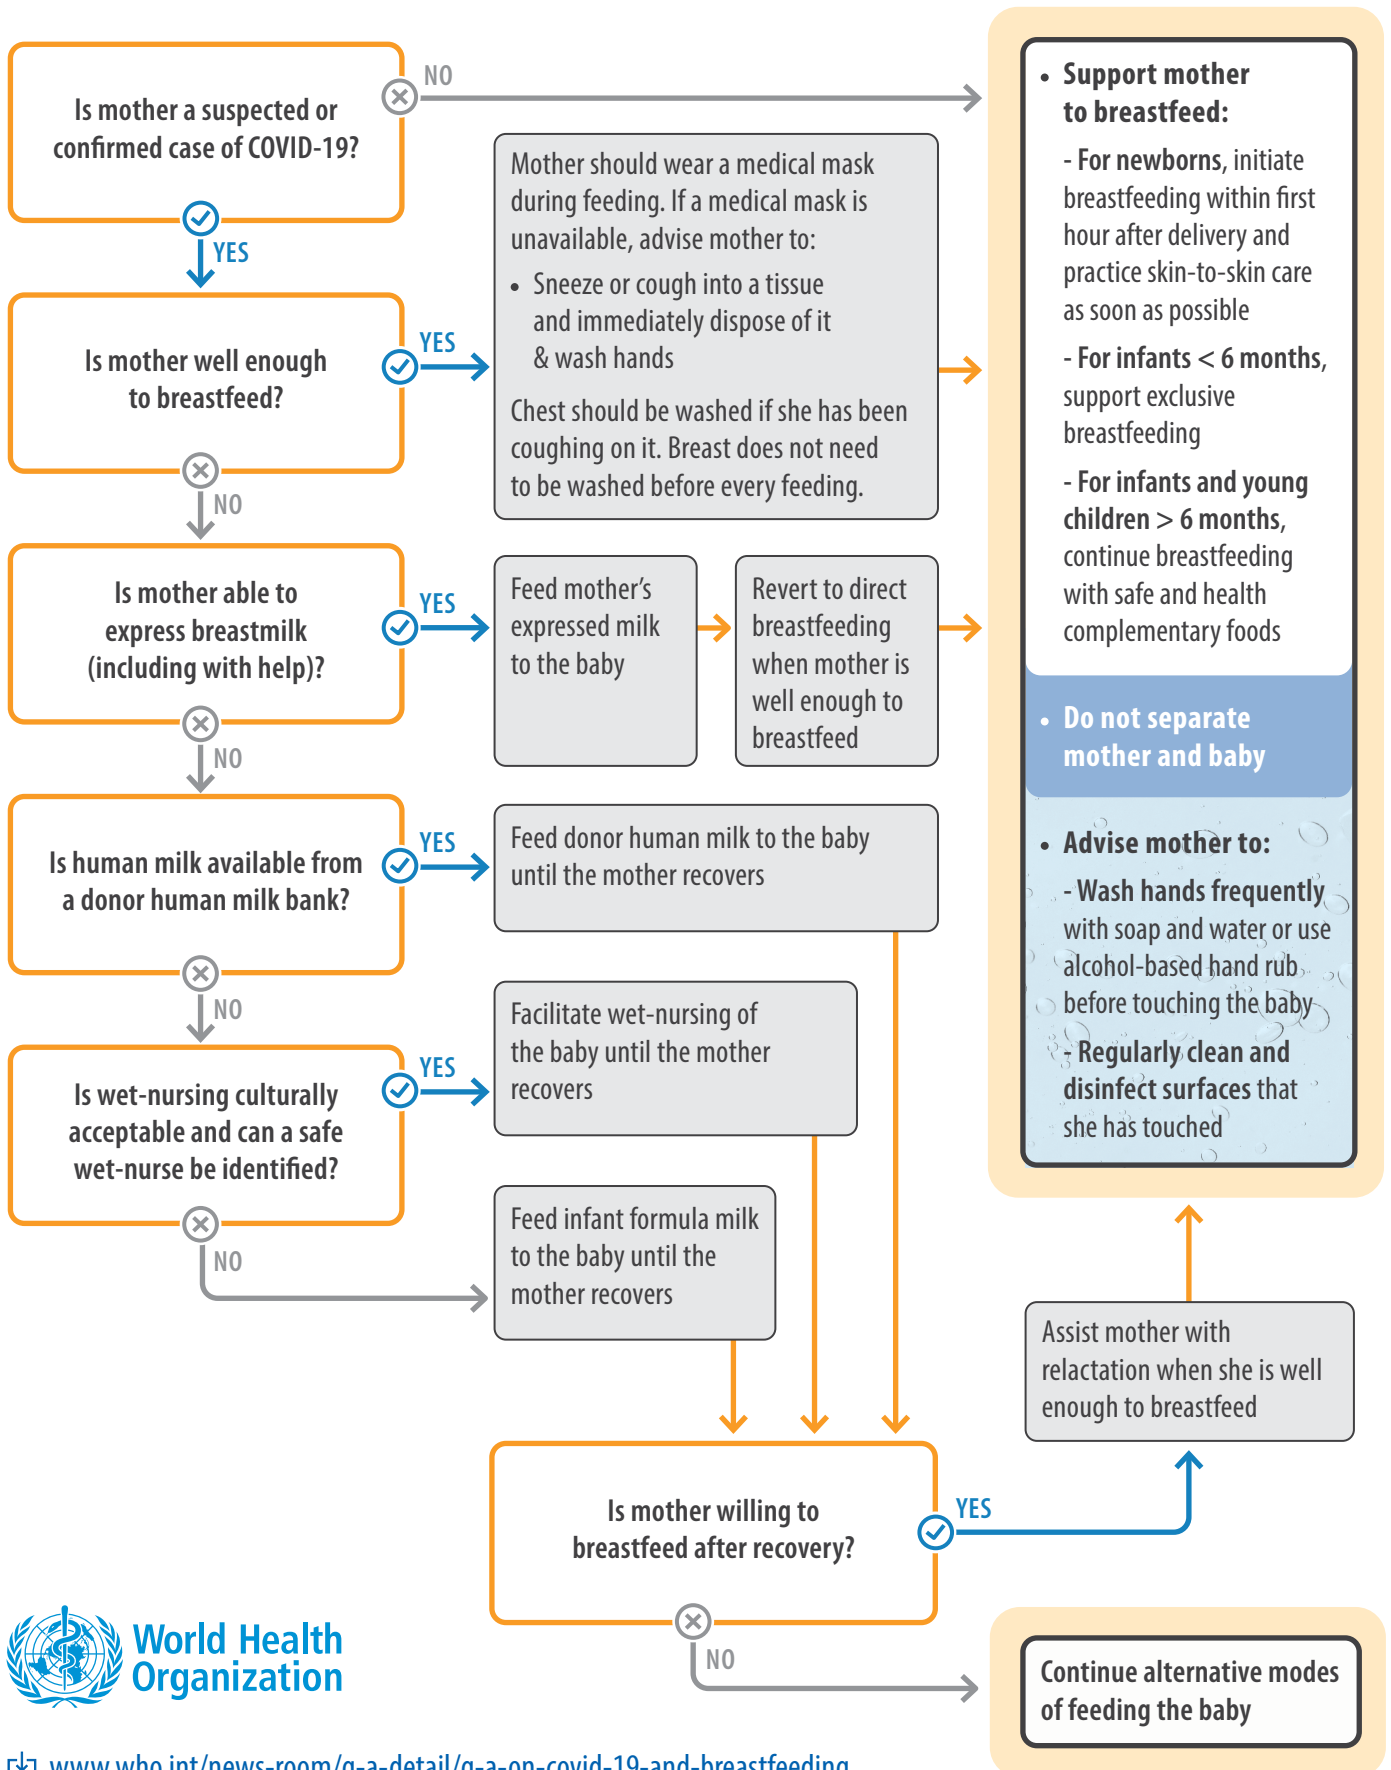 Is mother a suspected or
confirmed case of COVID-19?
NO
YES
Is mother well enough
to breastfeed?
YES
NO
Mother should wear a medical mask
during feeding. If a medical mask is
unavailable, advise mother to:
• Sneeze or cough into a tissue
and immediately dispose of it
& wash hands
Chest should be washed if she has been
coughing on it. Breast does not need
to be washed before every feeding.
Is mother able to
express breastmilk
(including with help)?
YES
NO
Feed mother's
expressed milk
to the baby
Revert to direct
breastfeeding
when mother is
well enough to
breastfeed
Is human milk available from
a donor human milk bank?
YES
NO
Feed donor human milk to the baby
until the mother recovers
Is wet-nursing culturally
acceptable and can a safe
wet-nurse be identified?
YES
NO
Facilitate wet-nursing of
the baby until the mother
recovers
Feed infant formula milk
to the baby until the
mother recovers
Is mother willing to
breastfeed after recovery?
YES
NO
Assist mother with
relactation when she is well
enough to breastfeed
• Support mother
to breastfeed:
- For newborns, initiate
breastfeeding within first
hour after delivery and
practice skin-to-skin care
as soon as possible
- For infants < 6 months,
support exclusive
breastfeeding
- For infants and young
children > 6 months,
continue breastfeeding
with safe and health
complementary foods
• Do not separate
mother and baby
• Advise mother to:
- Wash hands frequently
with soap and water or use
alcohol-based hand rub
before touching the baby
- Regularly clean and
disinfect surfaces that
she has touched
Continue alternative modes
of feeding the baby
World Health
Organization
www.who.int/news-room/q-a-detail/q-a-on-covid-19-and-breastfeeding